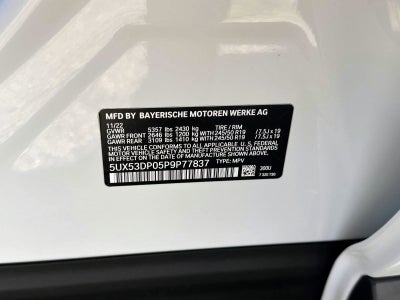 MFD BY BAYERISCHE MOTOREN WERKE AG
11/22 TIRE / RIM
GVWR 5357 lbs 2430 kg
GAWR FRONT 2646 lbs 1200 kg WITH 245/50 R19 / 7.5J x 19
GAWR REAR 3109 lbs 1410 kg WITH 245/50 R19 / 7.5J x 19
THIS VEHICLE CONFORMS TO ALL APPLICABLE U.S. FEDERAL
MOTOR VEHICLE SAFETY, BUMPER, AND THEFT PREVENTION STANDARDS
IN EFFECT ON THE DATE OF MANUFACTURE SHOWN ABOVE.
5UX53DP05P9P77837 TYPE: MPV
300U